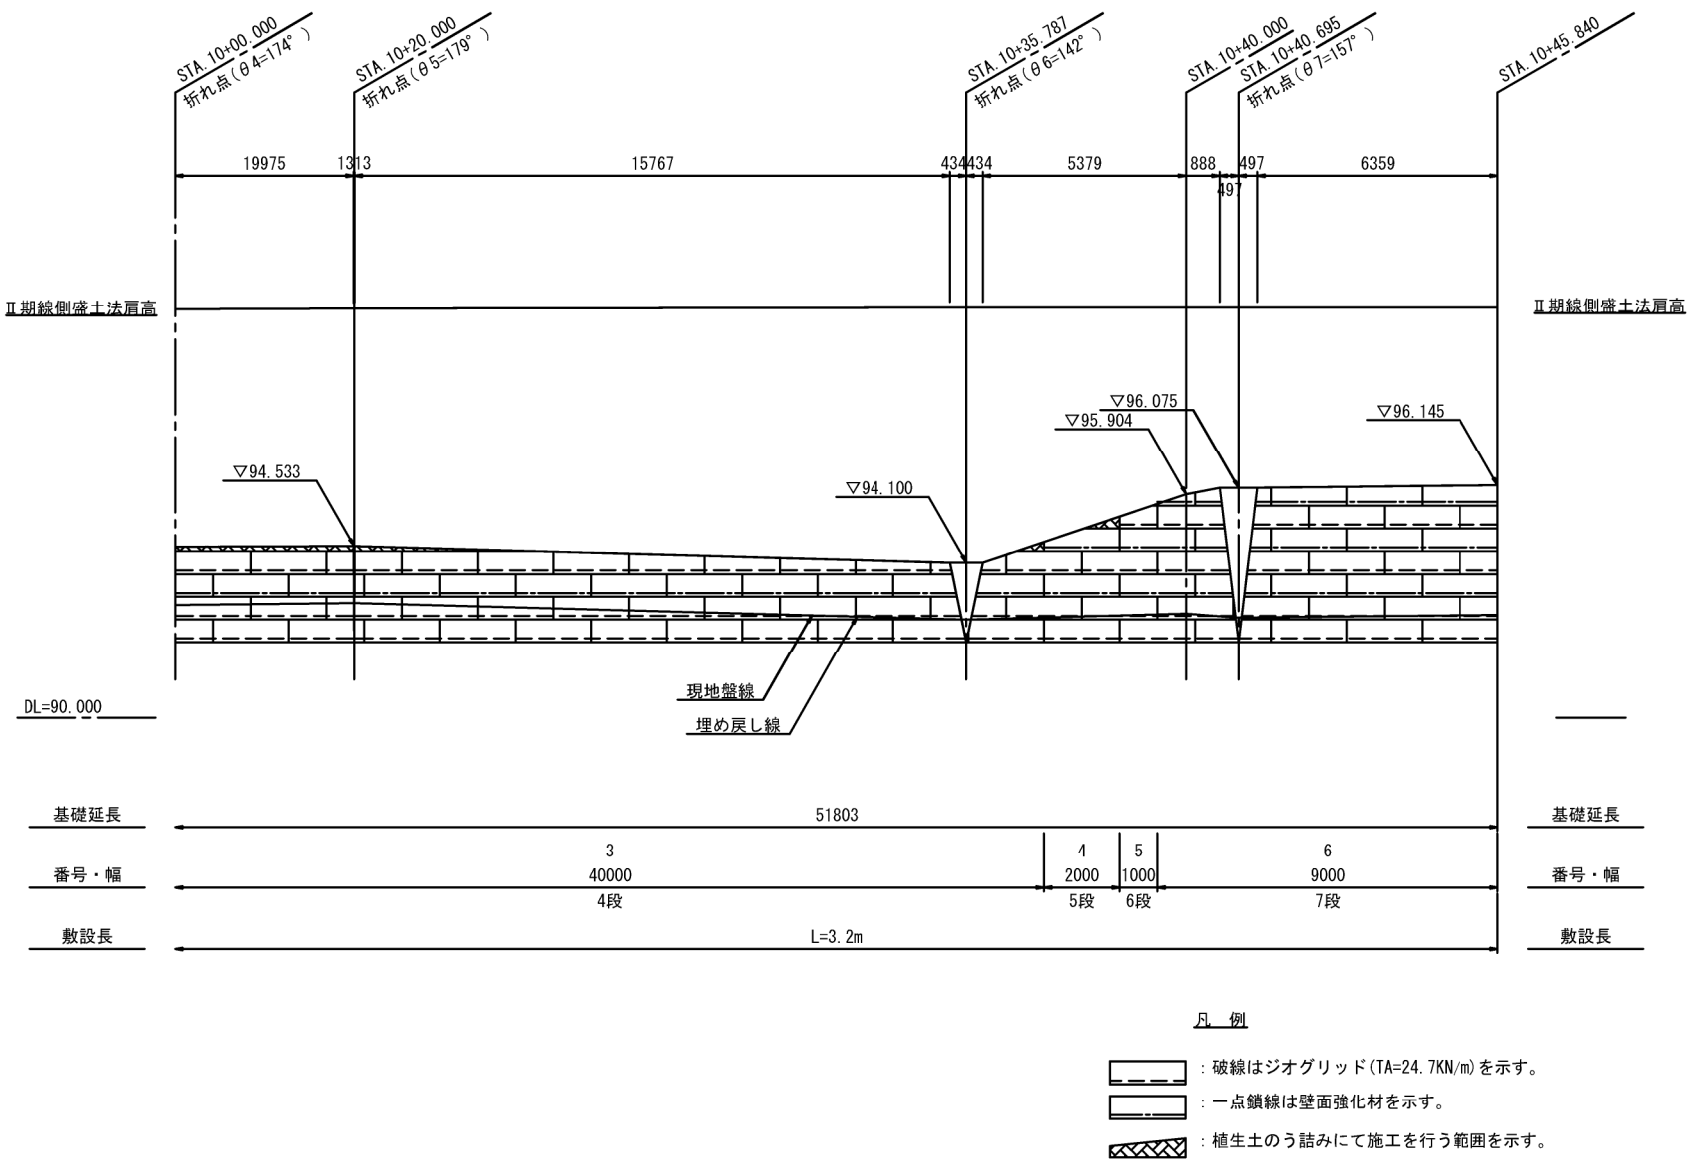 STA.10+00.000
折れ点(θ4=174°)
STA.10+20.000
折れ点(θ5=179°)
STA.10+35.787
折れ点(θ6=142°)
STA.10+40.000
STA.10+40.695
折れ点(θ7=157°)
STA.10+45.840
19975
1313
15767
434
434
5379
888
497
497
6359
Ⅱ期線側盛土法肩高
Ⅱ期線側盛土法肩高
▽96.075
▽95.904
▽96.145
▽94.533
▽94.100
現地盤線
埋め戻し線
DL=90.000
基礎延長
51803
基礎延長
3
4
5
6
番号・幅
40000
2000
1000
9000
番号・幅
4段
5段
6段
7段
敷設長
L=3.2m
敷設長
凡 例
：破線はジオグリッド(TA=24.7KN/m)を示す。
：一点鎖線は壁面強化材を示す。
：植生土のう詰みにて施工を行う範囲を示す。